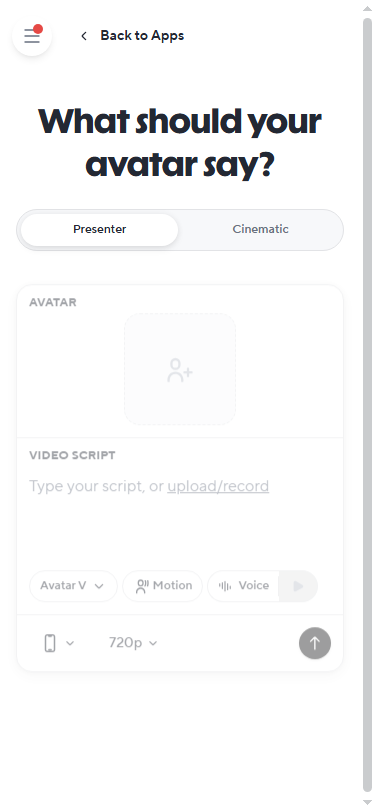 Back to Apps
What should your
avatar say?
Presenter
Cinematic
AVATAR
VIDEO SCRIPT
Type your script, or upload/record
Avatar V
Motion
Voice
720p